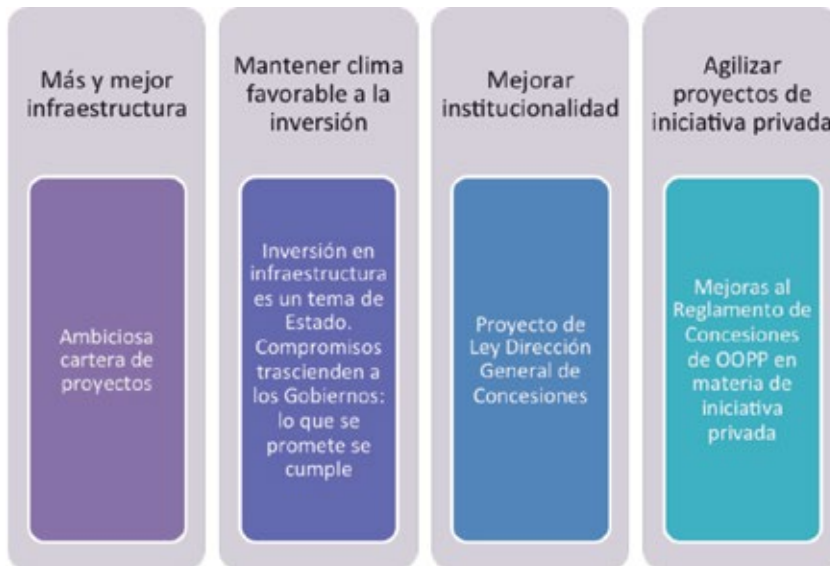 Más y mejor
infraestructura
Ambiciosa
cartera de
proyectos
Mantener clima
favorable a la
inversión
Inversión en
infraestructura
es un tema de
Estado.
Compromisos
trascienden a
los Gobiernos:
lo que se
promete se
cumple
Mejorar
institucionalidad
Proyecto de
Ley Dirección
General de
Concesiones
Agilizar
proyectos de
iniciativa privada
Mejoras al
Reglamento de
Concesiones
de OOPP en
materia de
iniciativa
privada